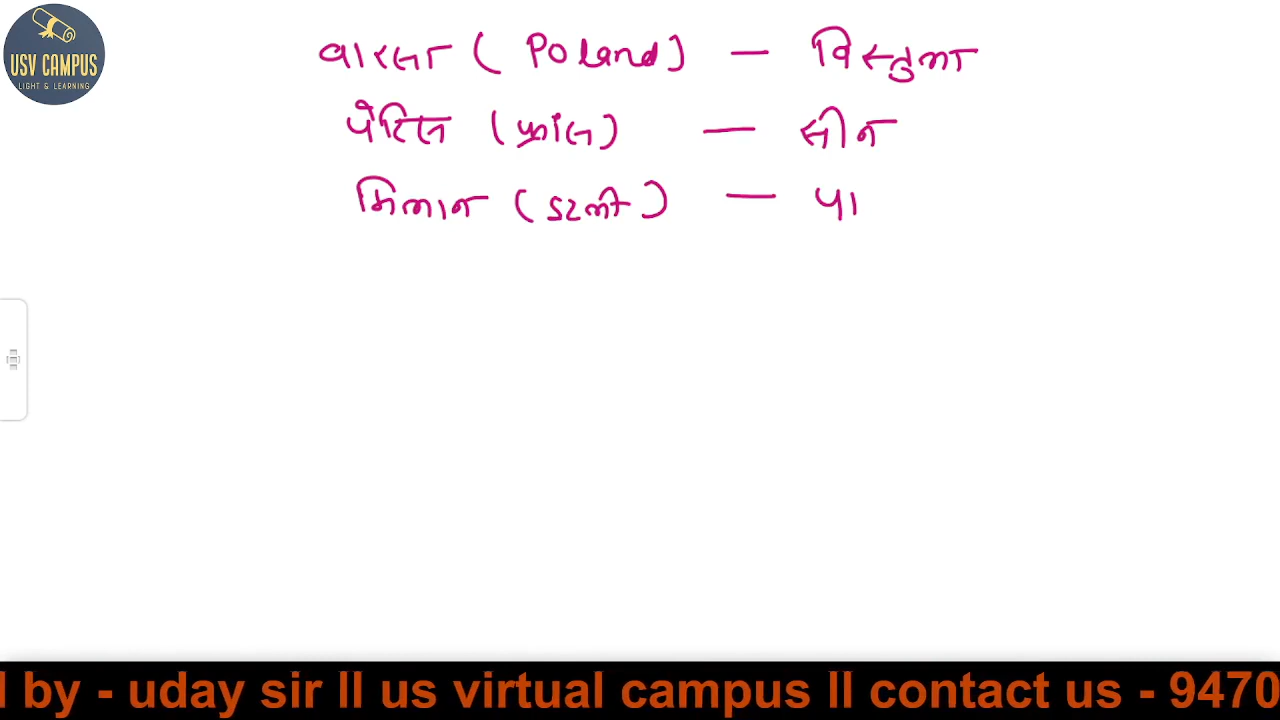 USV CAMPUS
LIGHT & LEARNING
वारसा ( Poland ) — विस्तुला
पेरिस (फ्रांस) — सीन
मिलान ( इटली ) — पा
l by - uday sir ll us virtual campus ll contact us - 9470